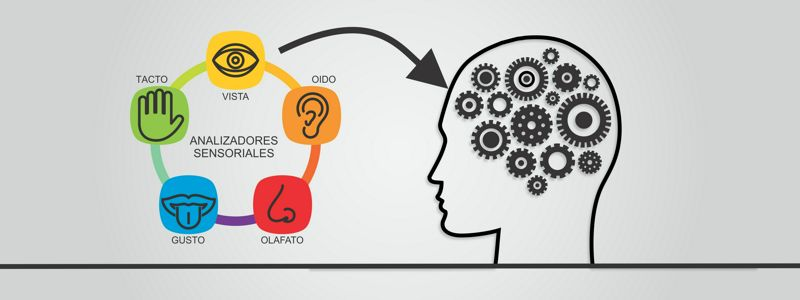 TACTO
OIDO
VISTA
ANALIZADORES
SENSORIALES
GUSTO
OLAFATO